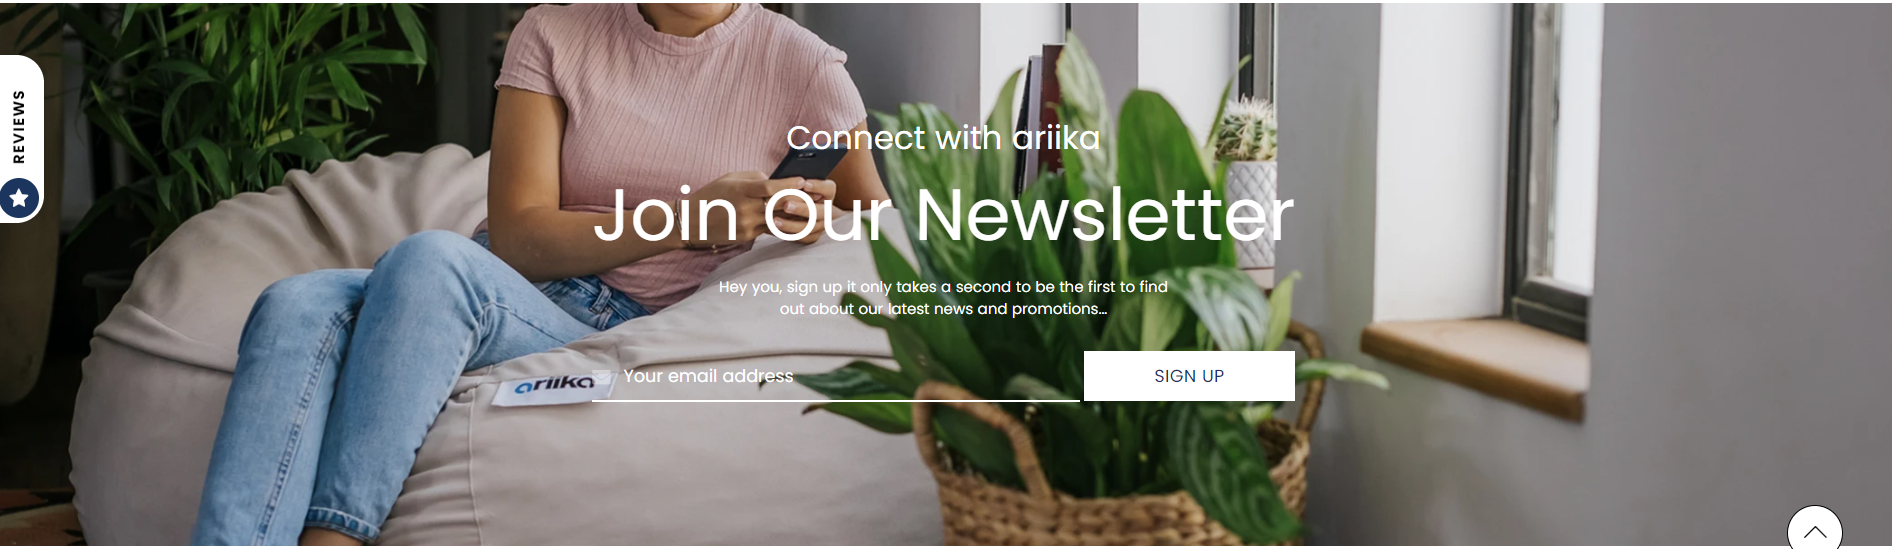 REVIEWS
Connect with ariika
Join Our Newsletter
Hey you, sign up it only takes a second to be the first to find
out about our latest news and promotions...
ariika
Your email address
SIGN UP